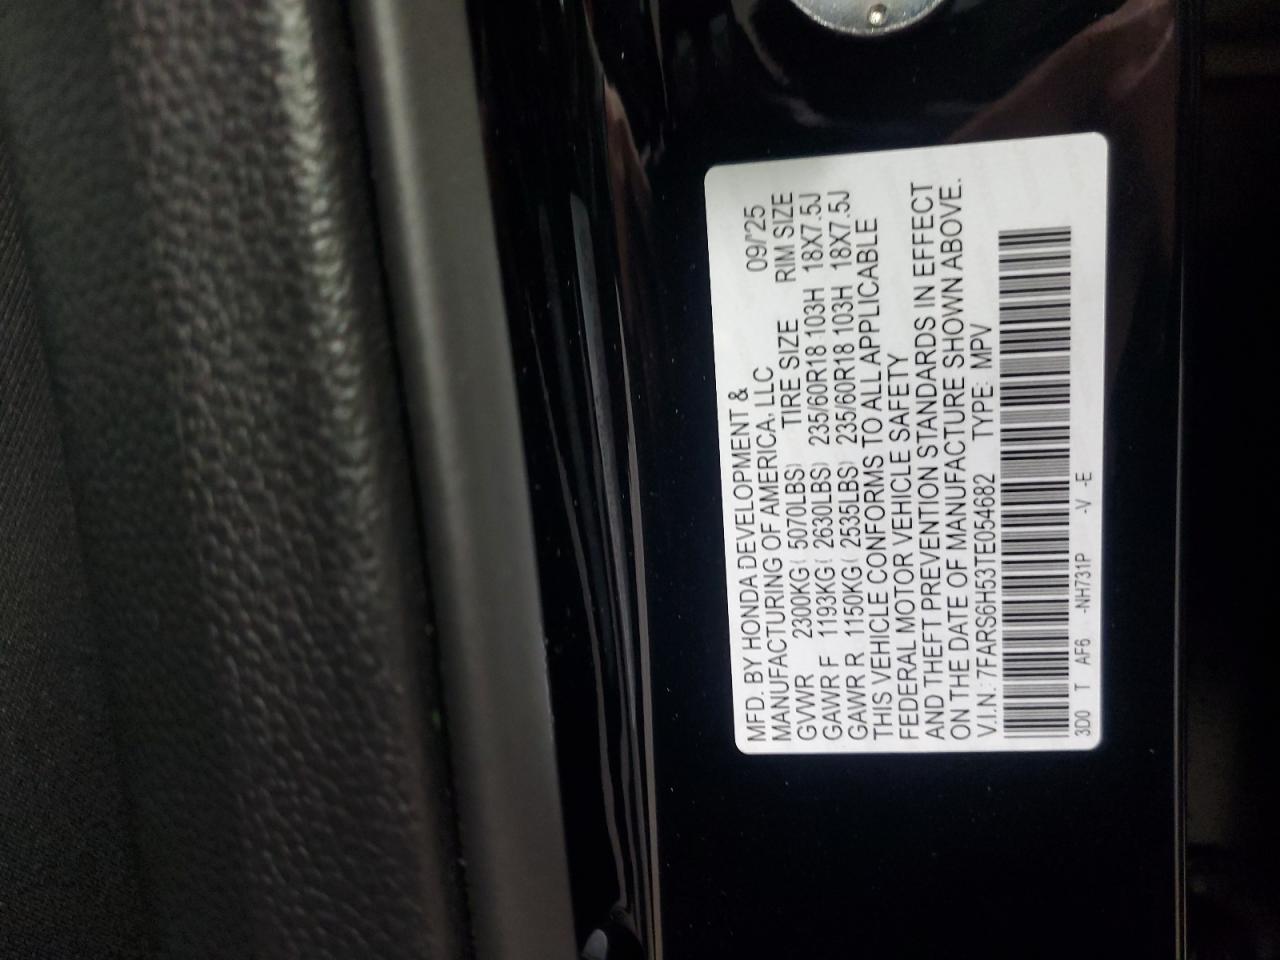 MFD. BY HONDA DEVELOPMENT &
MANUFACTURING OF AMERICA, LLC 09/'25
GVWR 2300KG( 5070LBS) TIRE SIZE RIM SIZE
GAWR F 1193KG( 2630LBS) 235/60R18 103H 18X7.5J
GAWR R 1150KG( 2535LBS) 235/60R18 103H 18X7.5J
THIS VEHICLE CONFORMS TO ALL APPLICABLE
FEDERAL MOTOR VEHICLE SAFETY
AND THEFT PREVENTION STANDARDS IN EFFECT
ON THE DATE OF MANUFACTURE SHOWN ABOVE.
V.I.N.: 7FARS6H53TE054682 TYPE: MPV
3D0 T AF6 -NH731P -V -E